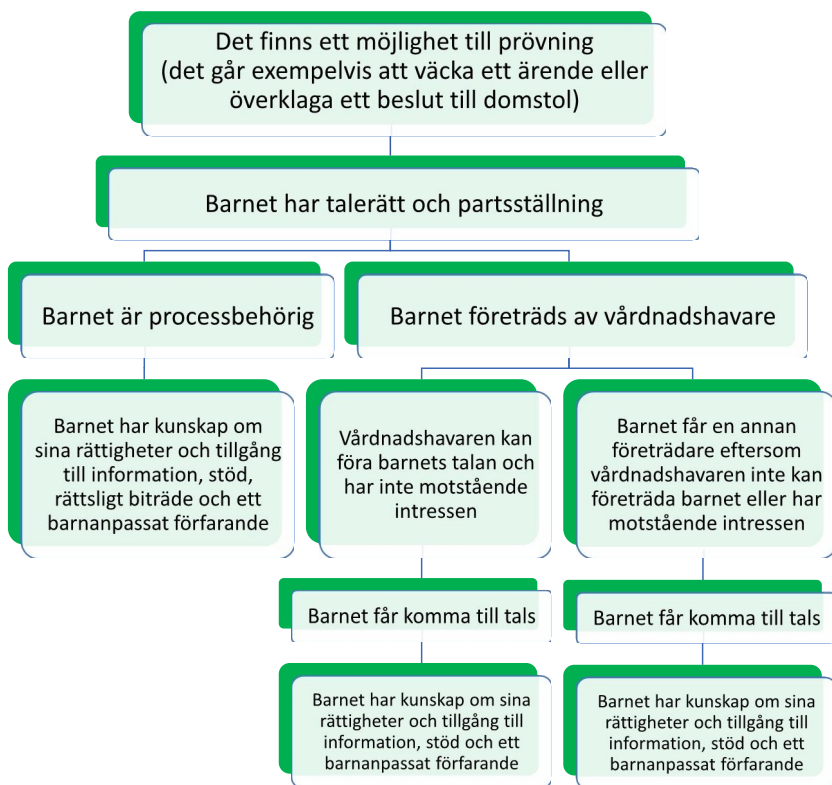 Det finns ett möjlighet till prövning
(det går exempelvis att väcka ett ärende eller
överklaga ett beslut till domstol)
Barnet har talerätt och partsställning
Barnet är processbehörig
Barnet företräds av vårdnadshavare
Barnet har kunskap om
sina rättigheter och tillgång
till information, stöd,
rättsligt biträde och ett
barnanpassat förfarande
Vårdnadshavaren kan
föra barnets talan och
har inte motstående
intressen
Barnet får en annan
företrädare eftersom
vårdnadshavaren inte kan
företräda barnet eller har
motstående intressen
Barnet får komma till tals
Barnet får komma till tals
Barnet har kunskap om sina
rättigheter och tillgång till
information, stöd och ett
barnanpassat förfarande
Barnet har kunskap om sina
rättigheter och tillgång till
information, stöd och ett
barnanpassat förfarande